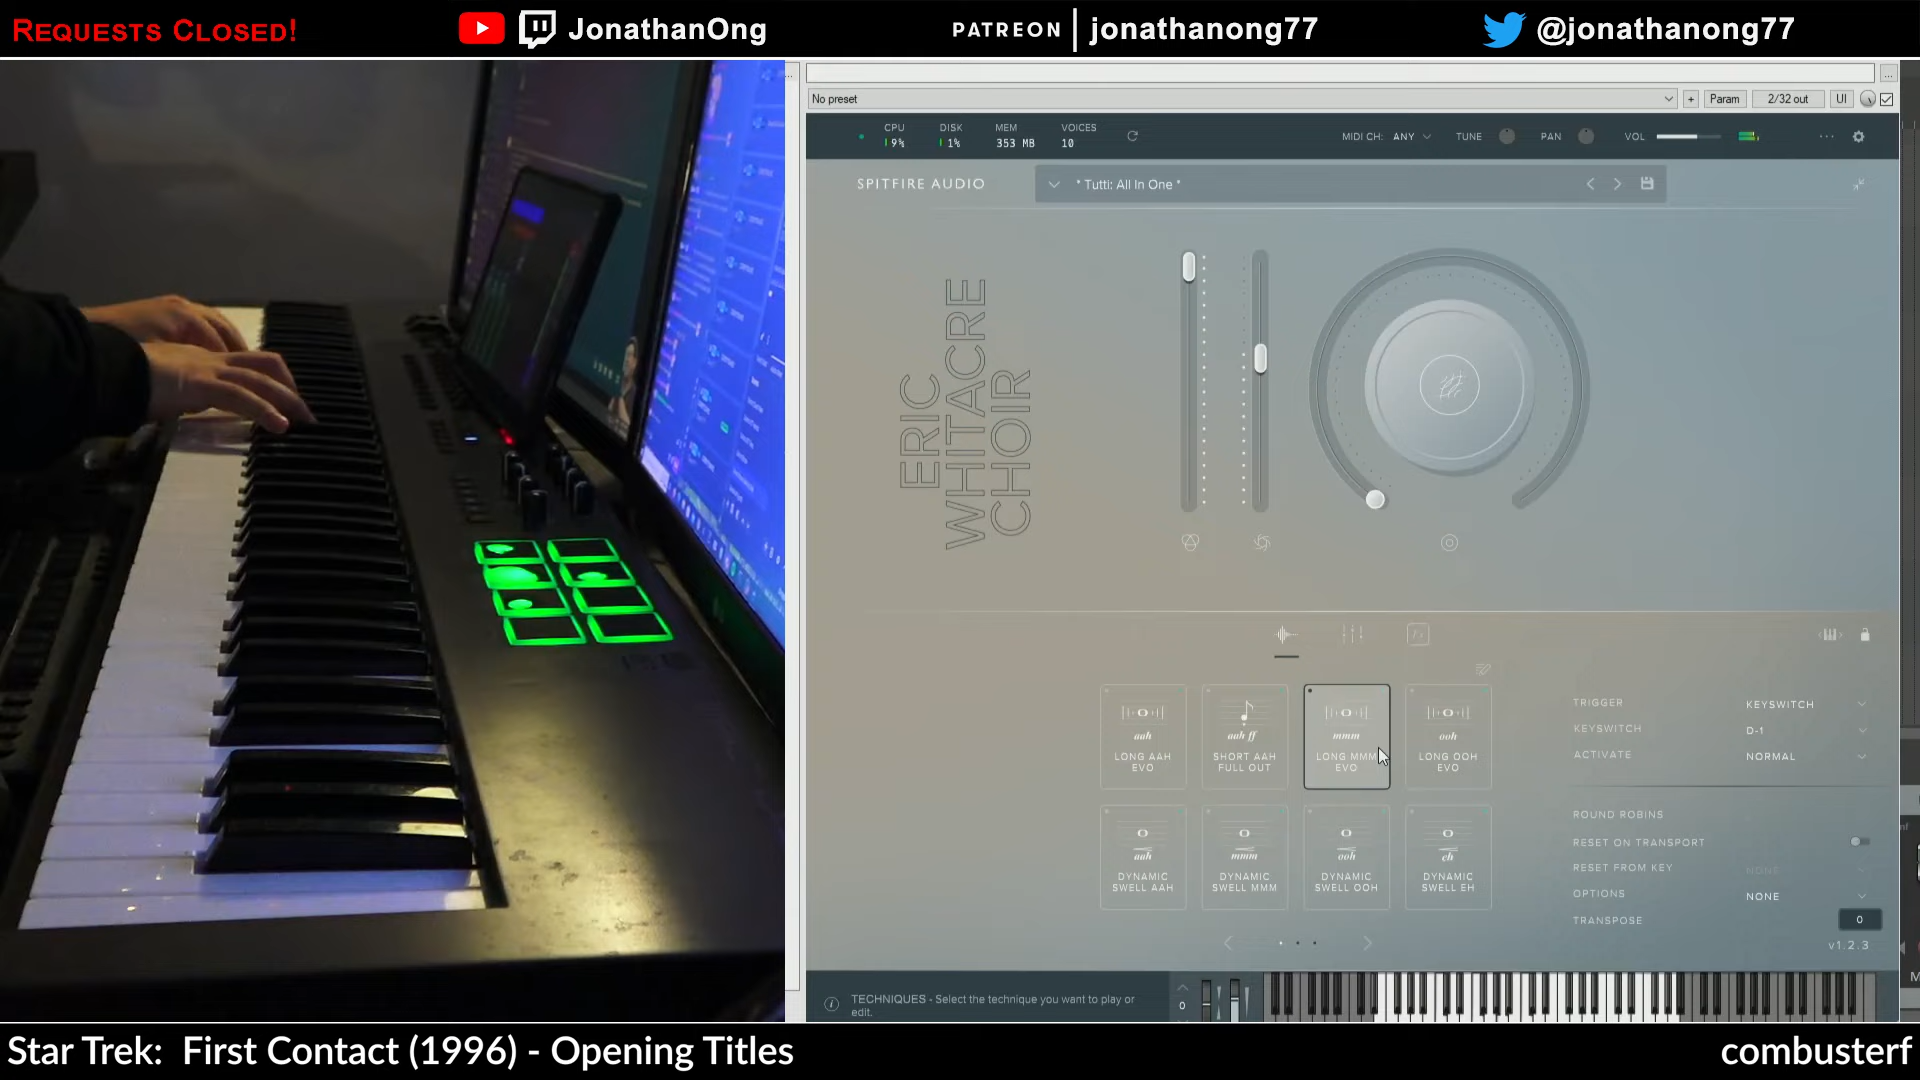 REQUESTS CLOSED!
JonathanOng
PATREON | jonathanong77
@jonathanong77
...
...
No preset
+
Param
2/32 out
UI
CPU
9%
DISK
1%
MEM
353 MB
VOICES
10
MIDI CH: ANY
TUNE
PAN
VOL
SPITFIRE AUDIO
* Tutti: All In One *
ERIC
WHITACRE
CHOIR
aah
LONG AAH
EVO
aah ff
SHORT AAH
FULL OUT
mmm
LONG MMM
EVO
ooh
LONG OOH
EVO
aah
DYNAMIC
SWELL AAH
mmm
DYNAMIC
SWELL MMM
ooh
DYNAMIC
SWELL OOH
eh
DYNAMIC
SWELL EH
TRIGGER
KEYSWITCH
KEYSWITCH
D-1
ACTIVATE
NORMAL
ROUND ROBINS
RESET ON TRANSPORT
RESET FROM KEY
NONE
OPTIONS
NONE
TRANSPOSE
0
v1.2.3
TECHNIQUES - Select the technique you want to play or
edit.
0
Star Trek: First Contact (1996) - Opening Titles
combusterf